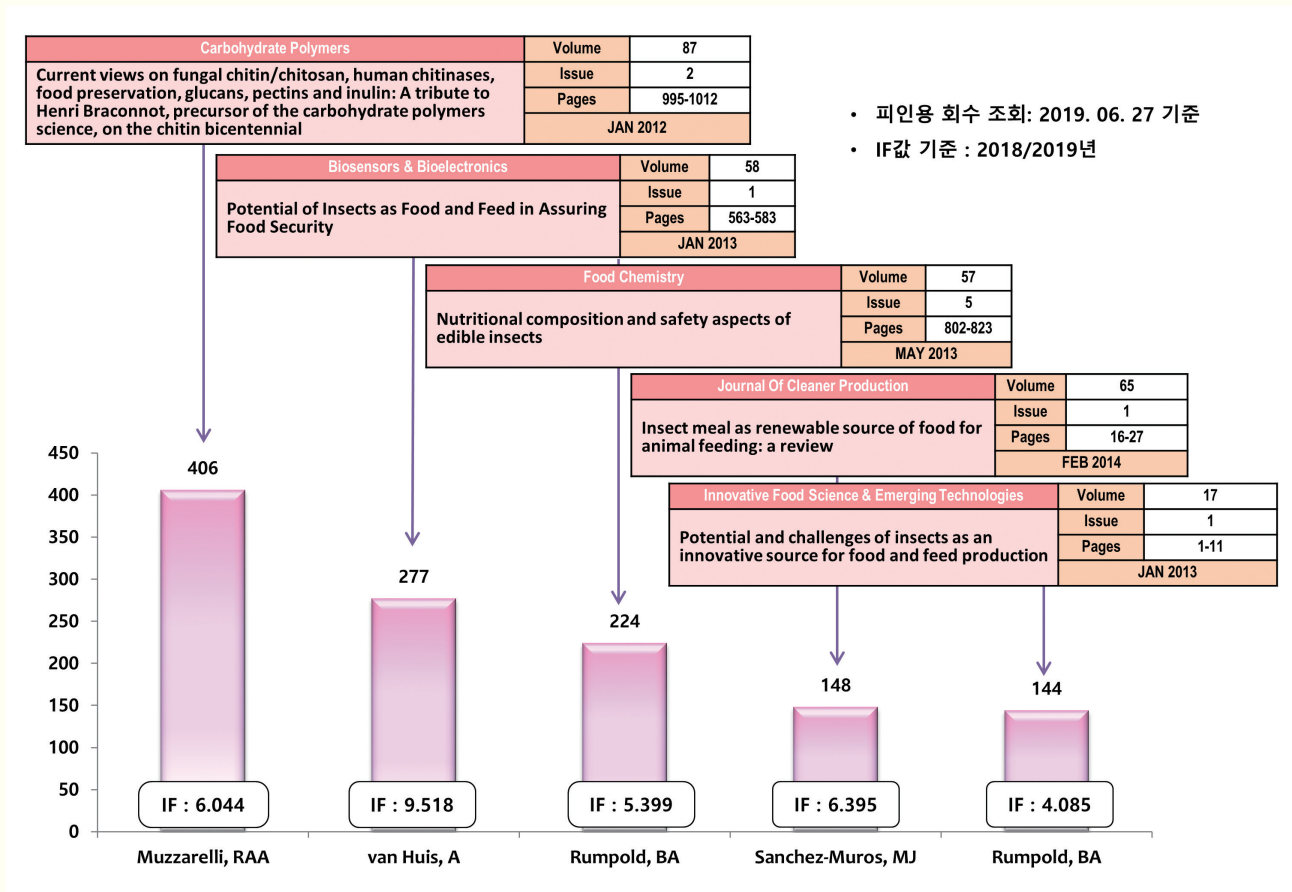 Carbohydrate Polymers
Volume 87
Current views on fungal chitin/chitosan, human chitinases,
food preservation, glucans, pectins and inulin: A tribute to
Henri Braconnot, precursor of the carbohydrate polymers
science, on the chitin bicentennial
Issue 2
Pages 995-1012
JAN 2012
• 피인용 회수 조회: 2019. 06. 27 기준
• IF값 기준 : 2018/2019년
Biosensors & Bioelectronics
Volume 58
Potential of Insects as Food and Feed in Assuring
Food Security
Issue 1
Pages 563-583
JAN 2013
Food Chemistry
Volume 57
Nutritional composition and safety aspects of
edible insects
Issue 5
Pages 802-823
MAY 2013
Journal Of Cleaner Production
Volume 65
Insect meal as renewable source of food for
animal feeding: a review
Issue 1
Pages 16-27
FEB 2014
Innovative Food Science & Emerging Technologies
Volume 17
Potential and challenges of insects as an
innovative source for food and feed production
Issue 1
Pages 1-11
JAN 2013
450
400
350
300
250
200
150
100
50
0
406
277
224
148
144
IF : 6.044
IF : 9.518
IF : 5.399
IF : 6.395
IF : 4.085
Muzzarelli, RAA
van Huis, A
Rumpold, BA
Sanchez-Muros, MJ
Rumpold, BA